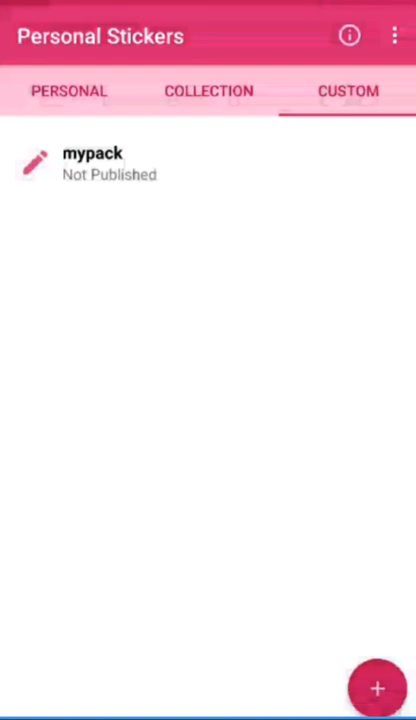 Personal Stickers
PERSONAL COLLECTION CUSTOM
mypack
Not Published